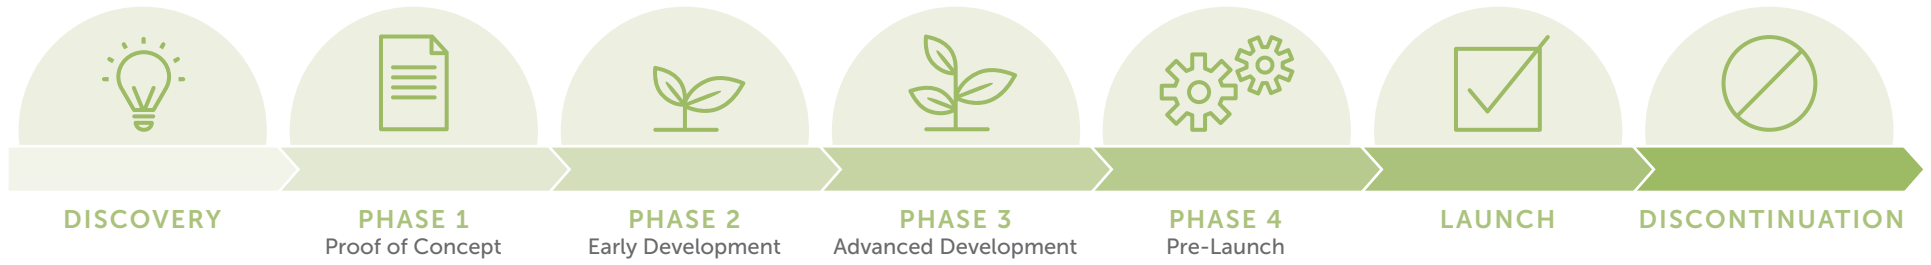 DISCOVERY
PHASE 1
Proof of Concept
PHASE 2
Early Development
PHASE 3
Advanced Development
PHASE 4
Pre-Launch
LAUNCH
DISCONTINUATION